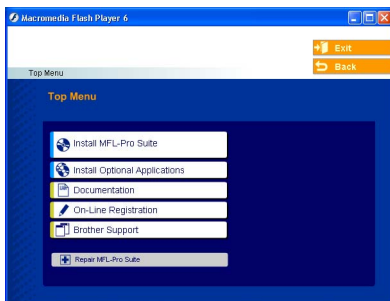 Macromedia Flash Player 6
Exit
Back
Top Menu
Top Menu
Install MFL-Pro Suite
Install Optional Applications
Documentation
On-Line Registration
Brother Support
Repair MFL-Pro Suite